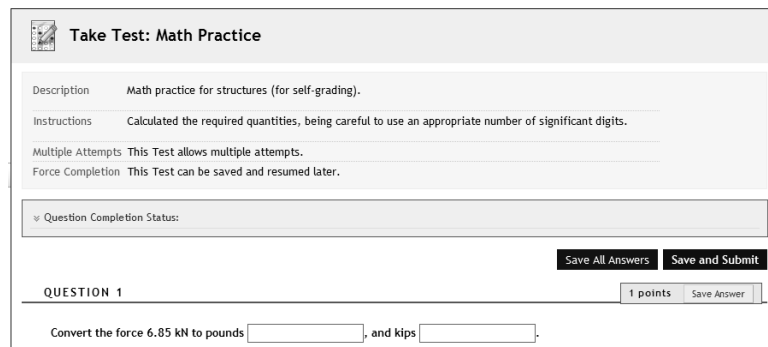 Take Test: Math Practice
Description Math practice for structures (for self-grading).
Instructions Calculated the required quantities, being careful to use an appropriate number of significant digits.
Multiple Attempts This Test allows multiple attempts.
Force Completion This Test can be saved and resumed later.
Question Completion Status:
Save All Answers Save and Submit
QUESTION 1 1 points Save Answer
Convert the force 6.85 kN to pounds , and kips .